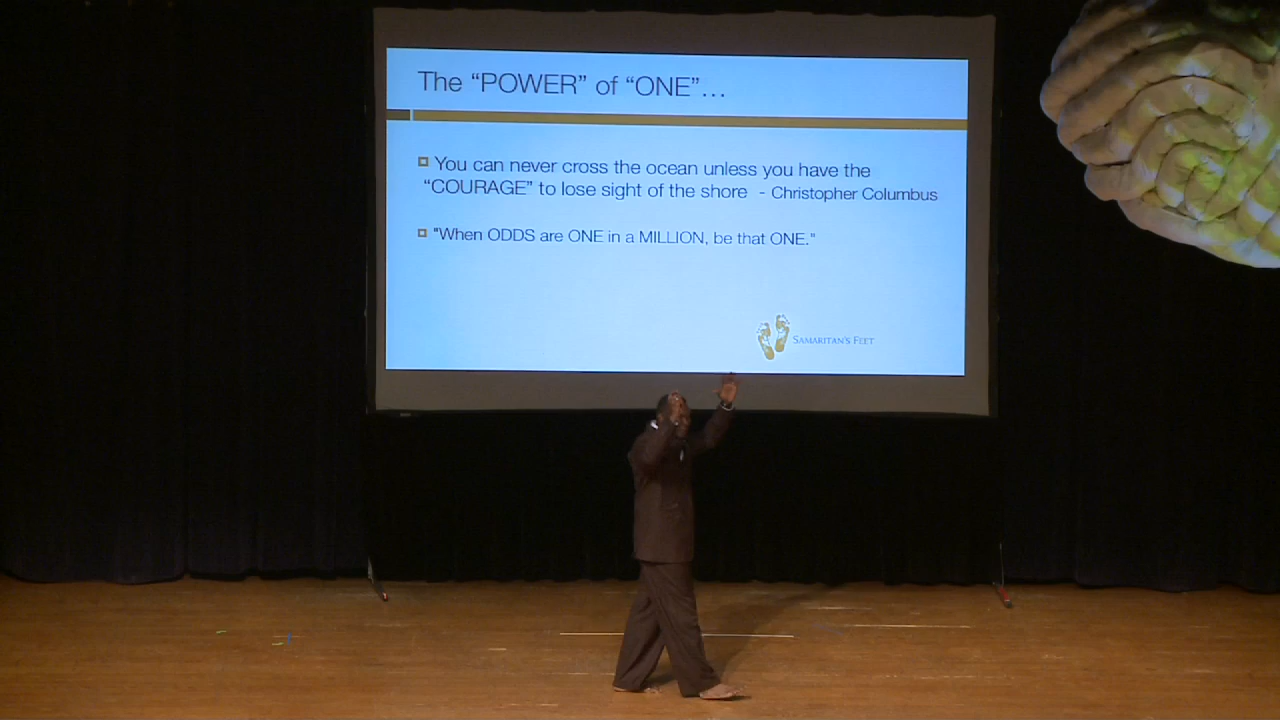 The “POWER” of “ONE”...
You can never cross the ocean unless you have the
“COURAGE” to lose sight of the shore - Christopher Columbus
"When ODDS are ONE in a MILLION, be that ONE."
SAMARITAN'S FEET